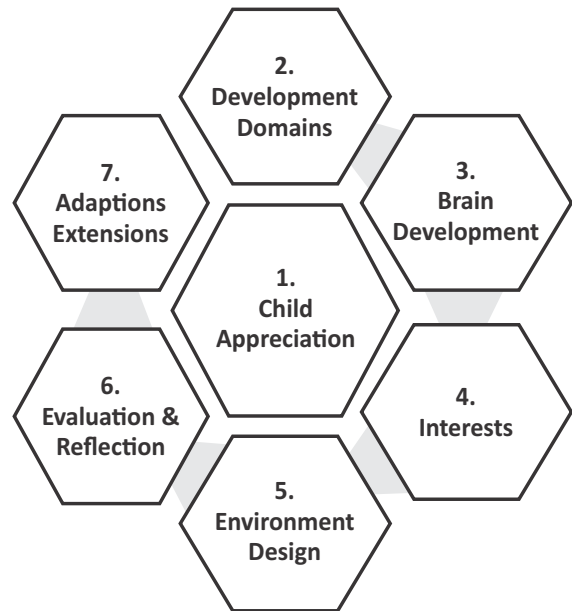 1.
Child
Appreciation
2.
Development
Domains
3.
Brain
Development
4.
Interests
5.
Environment
Design
6.
Evaluation &
Reflection
7.
Adaptions
Extensions